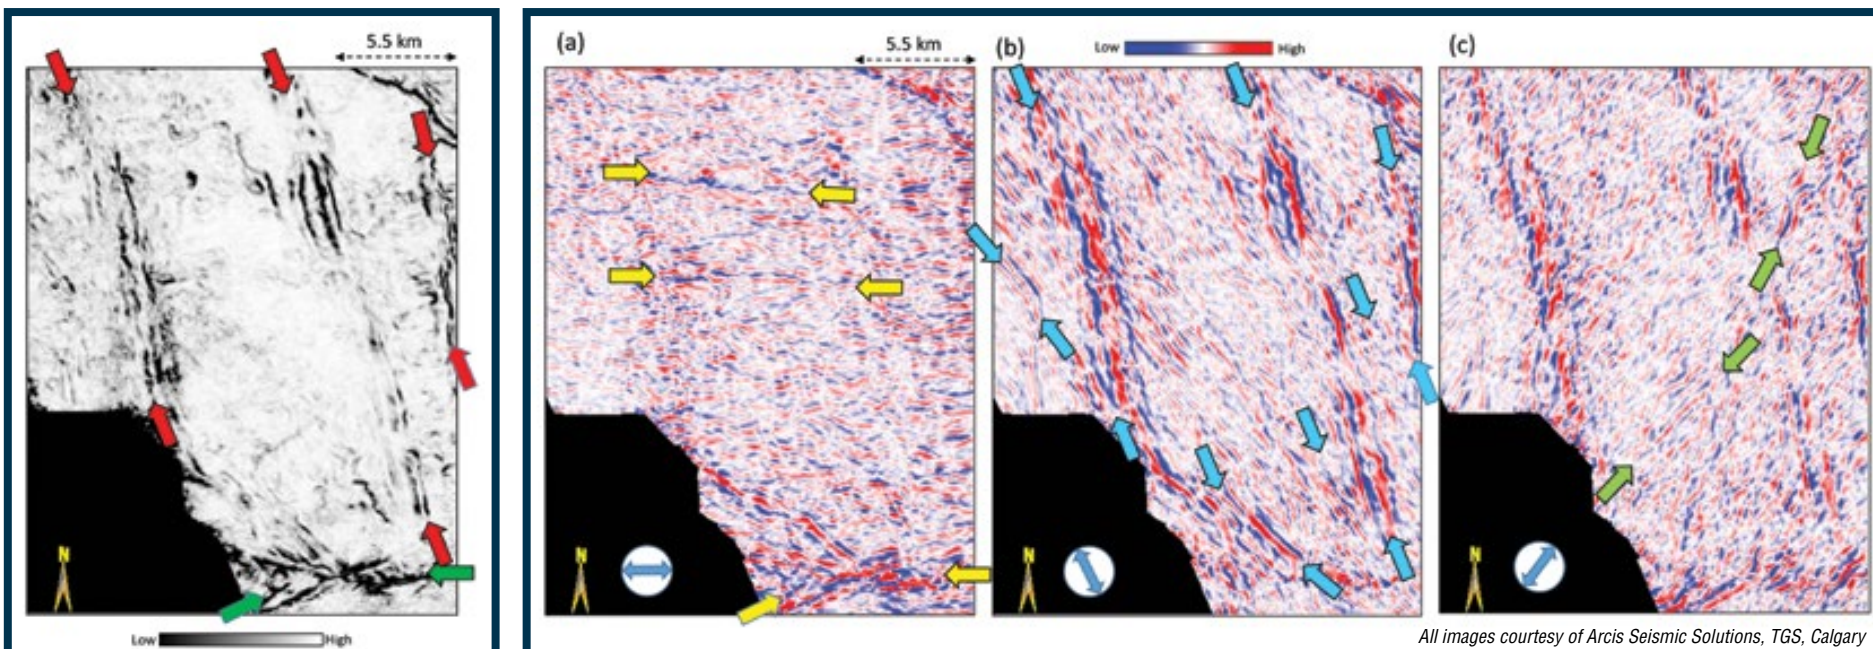 5.5 km
N
Low High
(a)
5.5 km
N
(b)
Low High
N
(c)
N
All images courtesy of Arcis Seismic Solutions, TGS, Calgary